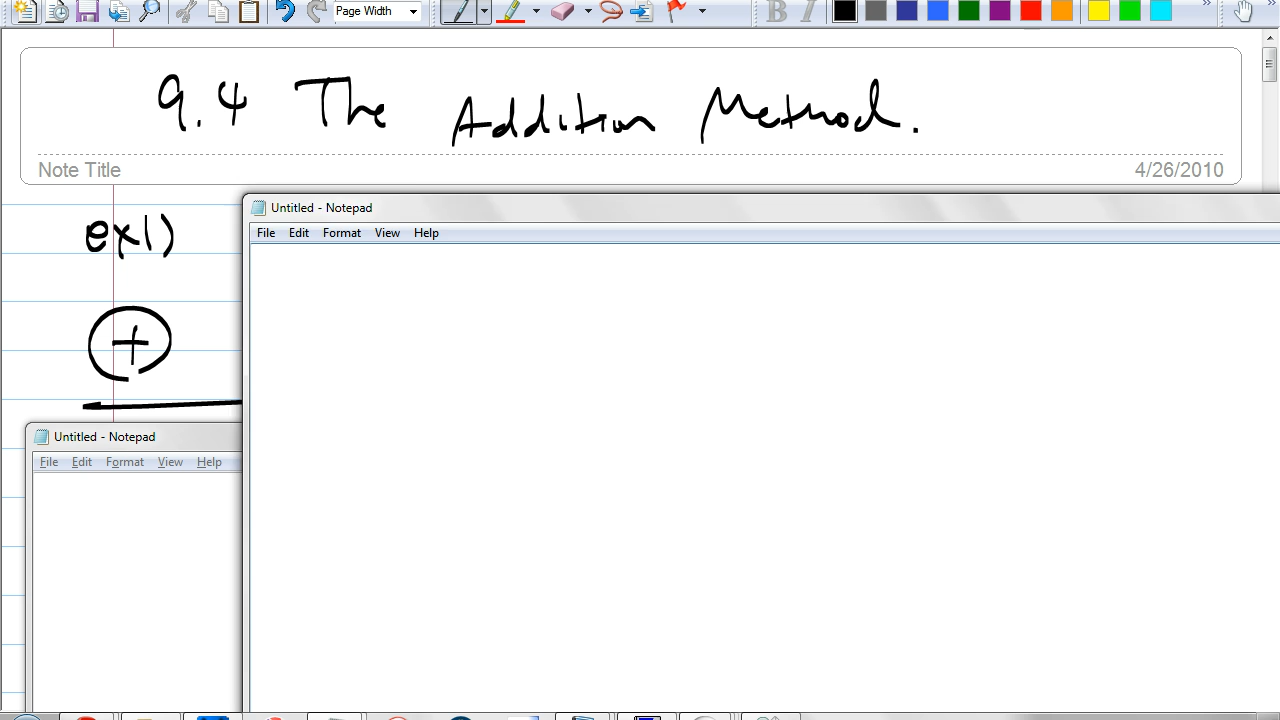 Page Width
B I
9.4 The Addition Method.
Note Title 4/26/2010
ex1)
+
Untitled - Notepad
File Edit Format View Help
Untitled - Notepad
File Edit Format View Help